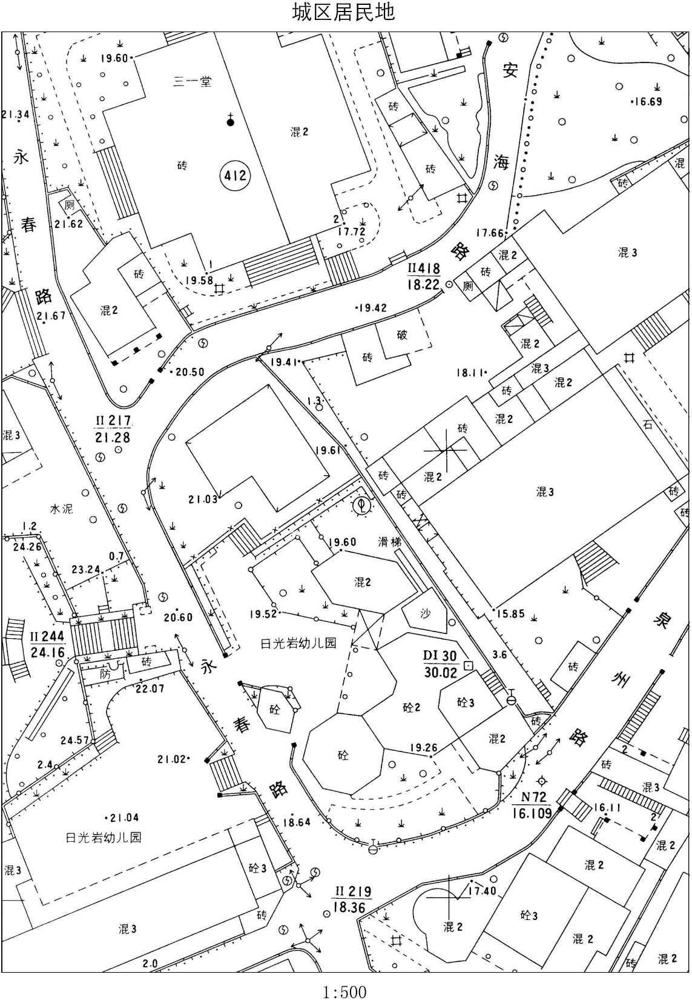 城区居民地
安
19.60
三一堂
16.69
砖
21.34
混2
永
海
砖
412
砖
混
砖
厕
21.62
春
2
17.72
17.66
路
混2
混3
1
19.58
砖
Ⅱ418
18.22
砖
厕
路
21.67
混2
19.42
破
砖
混2
19.41
20.50
18.11
混3
混2
砖
1.3
混2
Ⅱ217
21.28
混3
砖
石
19.61
混2
砖
混3
砖
砖
21.03
水泥
砖
1.2
24.26
19.60
滑梯
0.7
23.24
混2
19.52
沙
20.60
15.85
泉
Ⅱ244
24.16
日光岩幼儿园
DI30
30.02
3.6
永
砖
防
砖
州
22.07
砼
砼2
砼3
春
砖
24.57
混2
路
21.02
砼
19.26
2
2.4
砖
路
混3
N72
16.109
16.11
2
21.04
18.64
日光岩幼儿园
混2
混3
砼3
混2
Ⅱ219
18.36
17.40
砖
砼3
混3
混2
混2
2.0
砖
混2
1:500